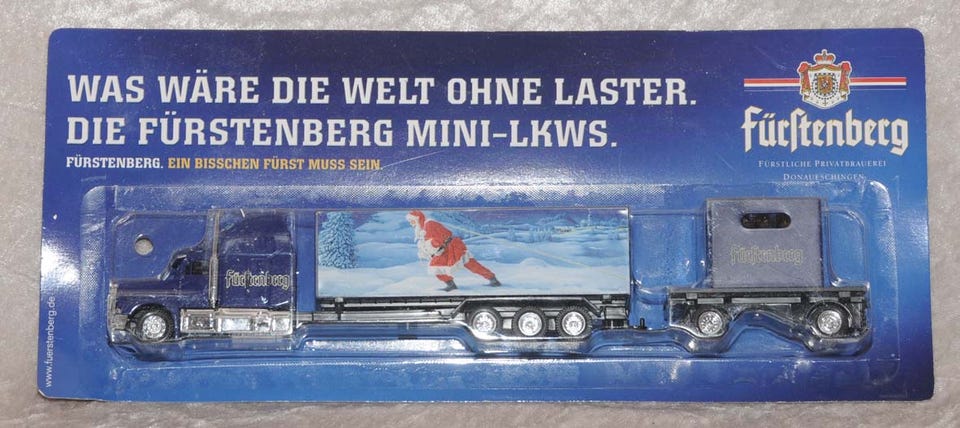 WAS WÄRE DIE WELT OHNE LASTER.
DIE FÜRSTENBERG MINI-LKWS.
FÜRSTENBERG. EIN BISSCHEN FÜRST MUSS SEIN.
Fürstenberg
FÜRSTLICHE PRIVATBRAUEREI
DONAUESCHINGEN
Fürstenberg
Fürstenberg
www.fuerstenberg.de